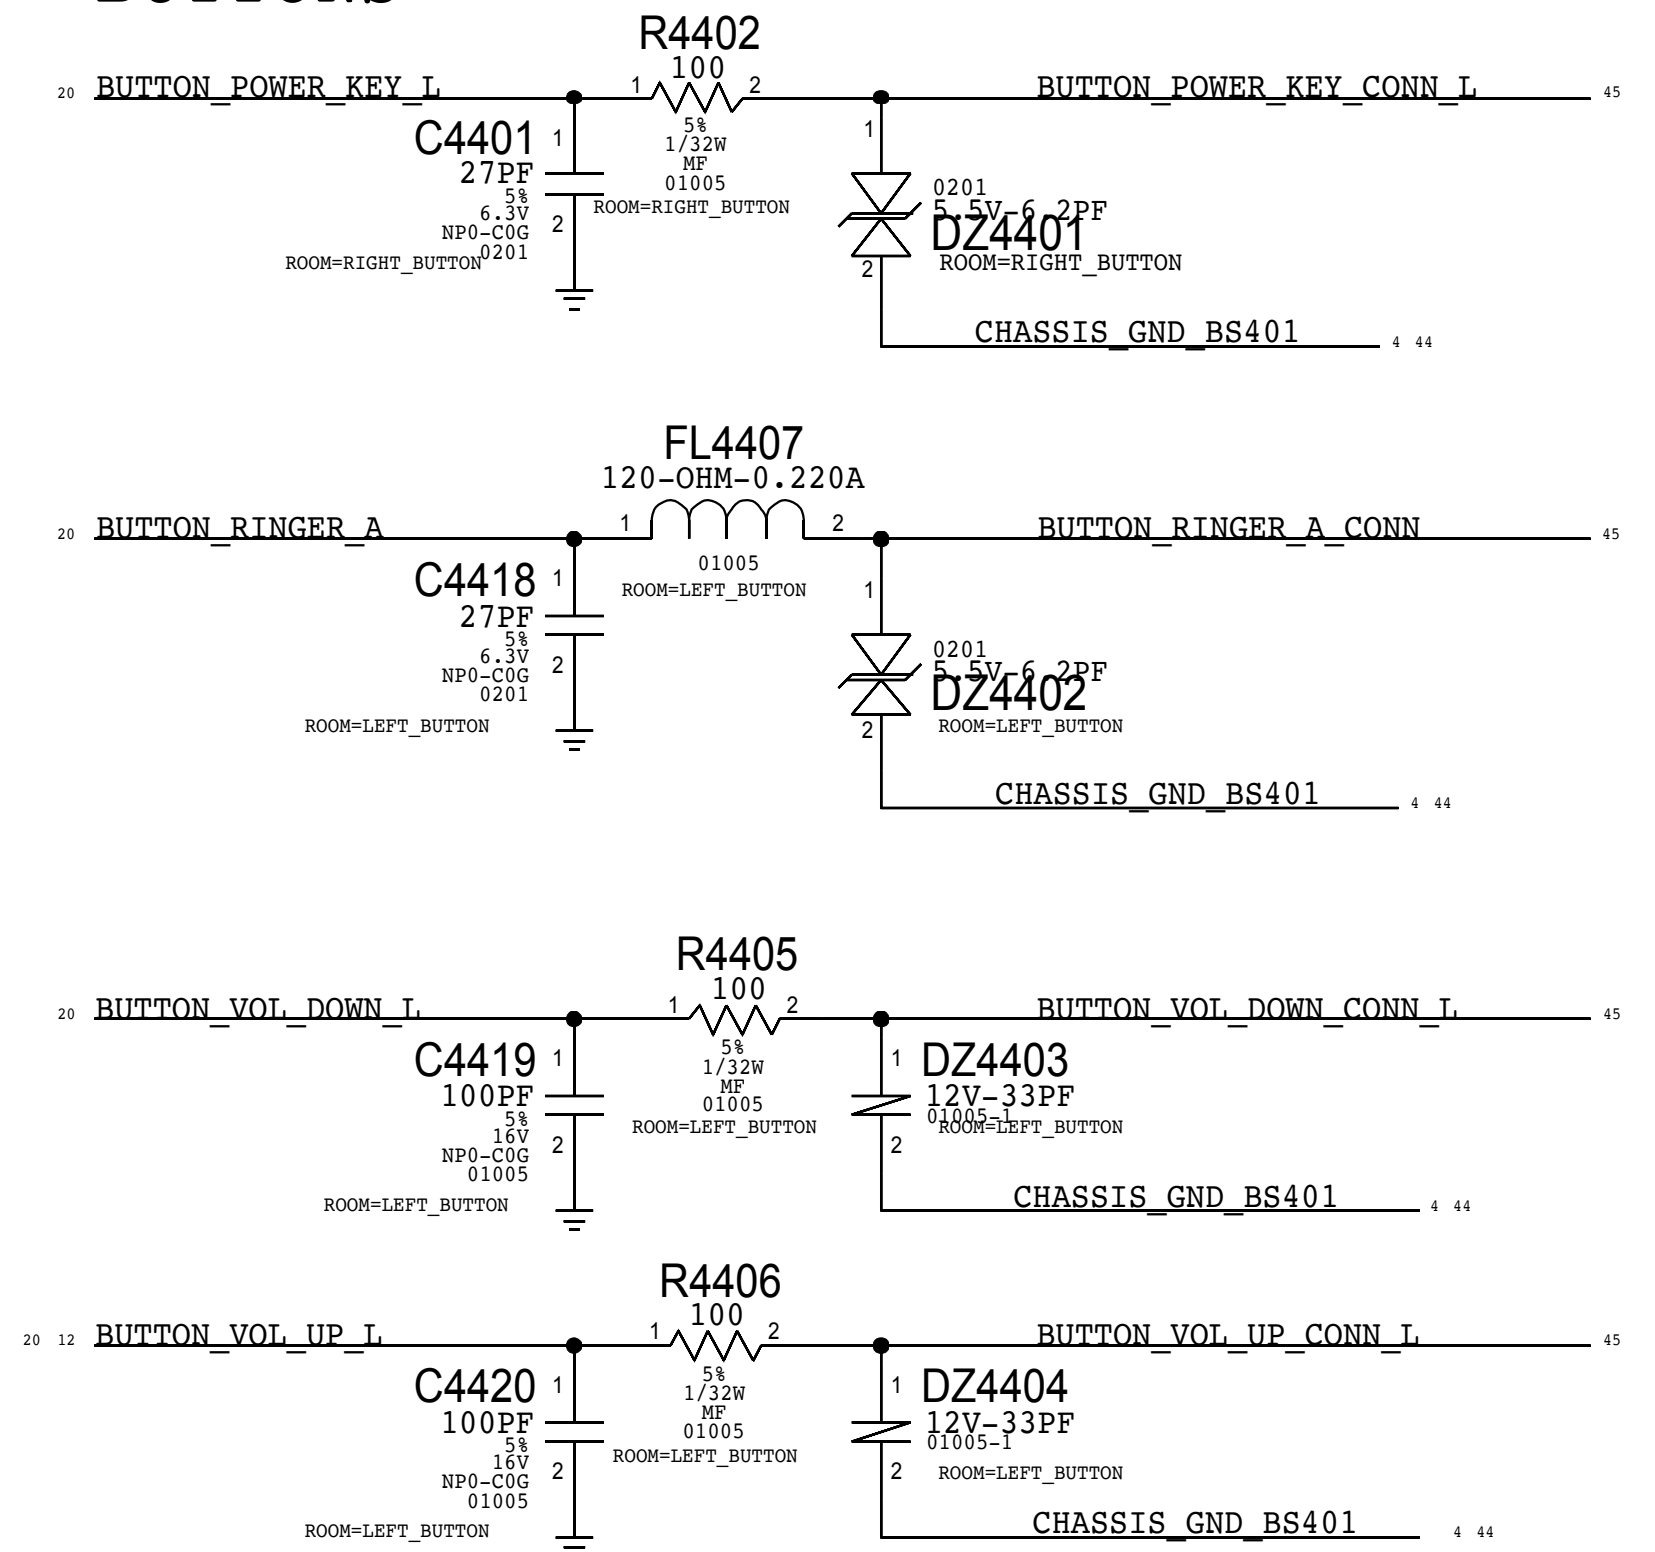 BUTTONS
R4402
100
20 BUTTON_POWER_KEY_L 1 2 BUTTON_POWER_KEY_CONN_L 45
C4401 1
27PF
5%
6.3V
NP0-C0G
0201
2
ROOM=RIGHT_BUTTON
5%
1/32W
MF
01005
ROOM=RIGHT_BUTTON
1
0201
5.5V-6.2PF
DZ4401
ROOM=RIGHT_BUTTON
2
CHASSIS_GND_BS401 4 44
FL4407
120-OHM-0.220A
20 BUTTON_RINGER_A 1 2 BUTTON_RINGER_A_CONN 45
01005
ROOM=LEFT_BUTTON
C4418 1
27PF
5%
6.3V
NP0-C0G
0201
2
ROOM=LEFT_BUTTON
1
0201
5.5V-6.2PF
DZ4402
ROOM=LEFT_BUTTON
2
CHASSIS_GND_BS401 4 44
R4405
100
20 BUTTON_VOL_DOWN_L 1 2 BUTTON_VOL_DOWN_CONN_L 45
C4419 1
100PF
5%
16V
NP0-C0G
01005
2
ROOM=LEFT_BUTTON
5%
1/32W
MF
01005
ROOM=LEFT_BUTTON
1 DZ4403
12V-33PF
01005-1
ROOM=LEFT_BUTTON
2
CHASSIS_GND_BS401 4 44
R4406
100
20 12 BUTTON_VOL_UP_L 1 2 BUTTON_VOL_UP_CONN_L 45
C4420 1
100PF
5%
16V
NP0-C0G
01005
2
ROOM=LEFT_BUTTON
5%
1/32W
MF
01005
ROOM=LEFT_BUTTON
1 DZ4404
12V-33PF
01005-1
2 ROOM=LEFT_BUTTON
CHASSIS_GND_BS401 4 44